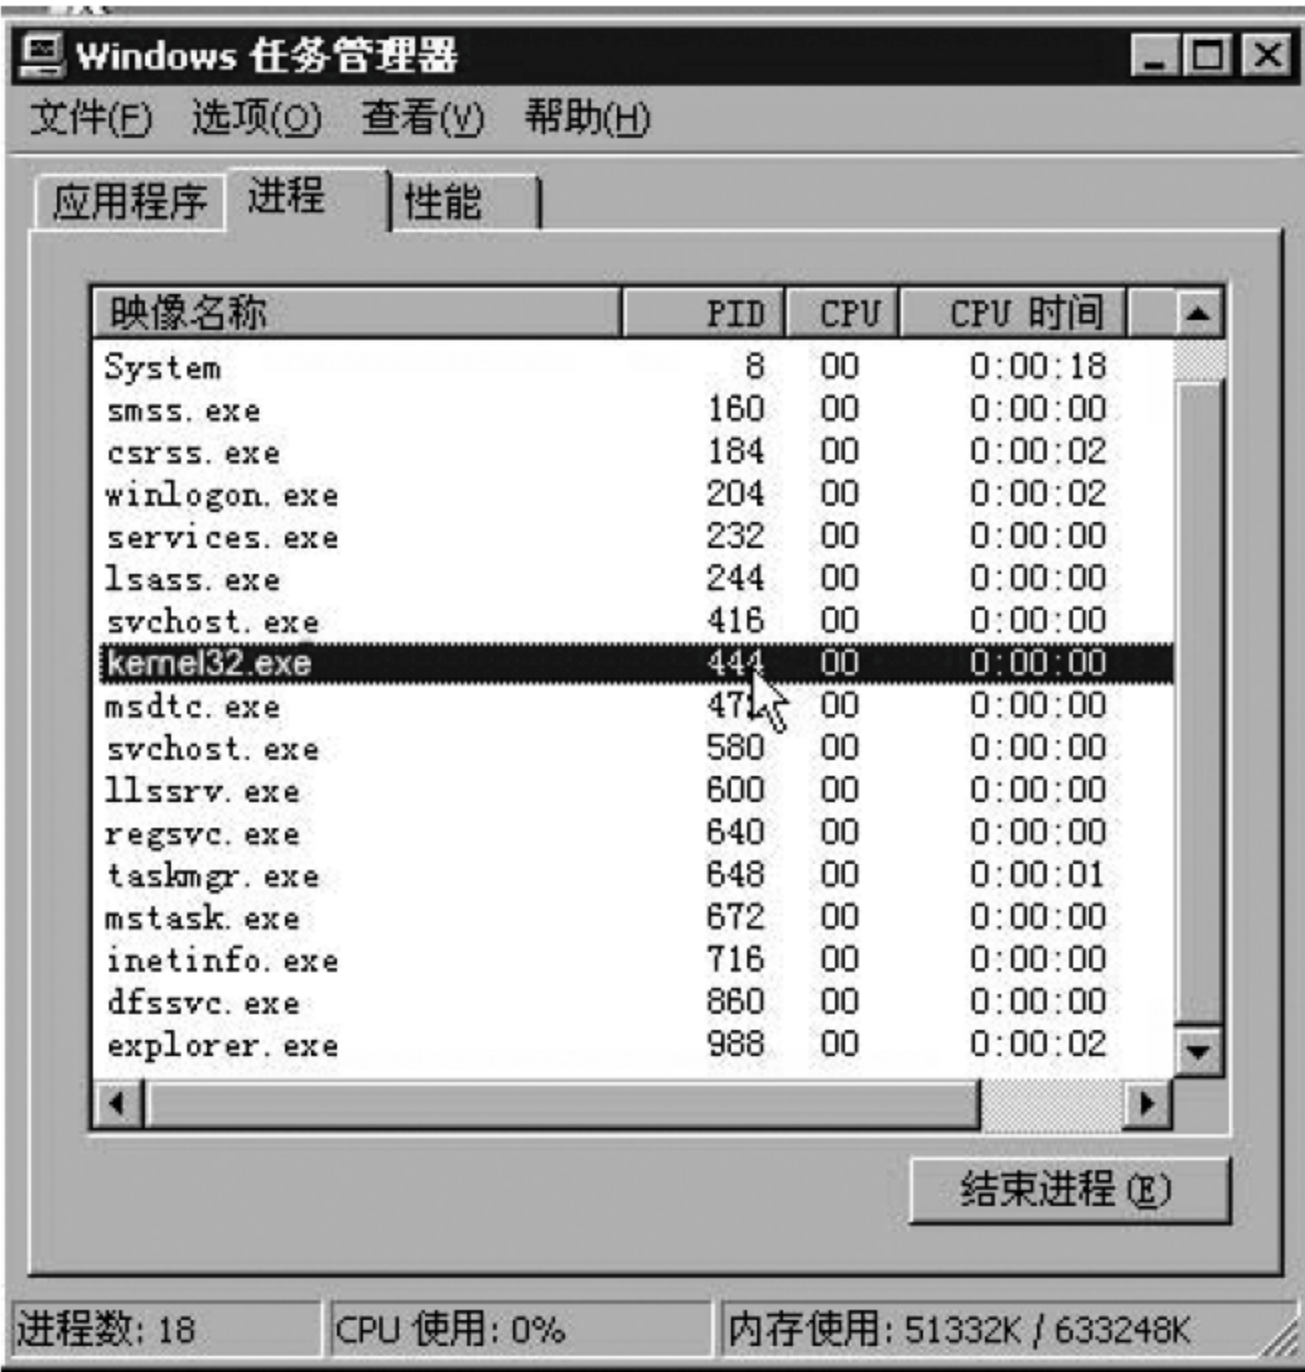 Windows 任务管理器
文件(F) 选项(O) 查看(V) 帮助(H)
应用程序 进程 性能
映像名称 PID CPU CPU 时间
System 8 00 0:00:18
smss.exe 160 00 0:00:00
csrss.exe 184 00 0:00:02
winlogon.exe 204 00 0:00:02
services.exe 232 00 0:00:00
lsass.exe 244 00 0:00:00
svchost.exe 416 00 0:00:00
kernel32.exe 444 00 0:00:00
msdtc.exe 00 0:00:00
svchost.exe 580 00 0:00:00
llssrv.exe 600 00 0:00:00
regsvc.exe 640 00 0:00:00
taskmgr.exe 648 00 0:00:01
mstask.exe 672 00 0:00:00
inetinfo.exe 716 00 0:00:00
dfssvc.exe 860 00 0:00:00
explorer.exe 988 00 0:00:02
结束进程(E)
进程数: 18 CPU 使用: 0% 内存使用: 51332K / 633248K